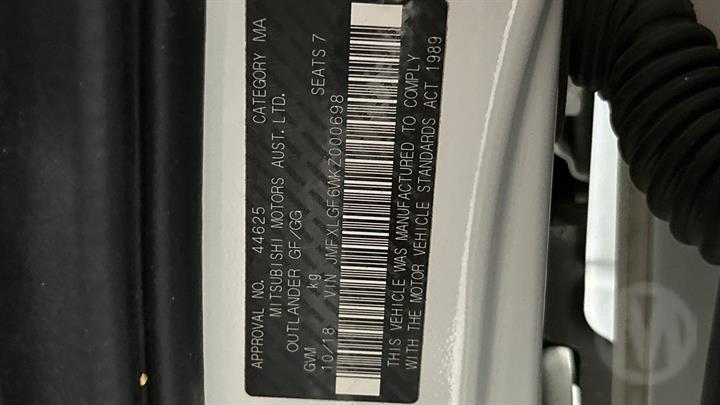 APPROVAL NO. 44625 CATEGORY MA
MITSUBISHI MOTORS AUST. LTD.
OUTLANDER GF/GG
GVM kg SEATS 7
10/18 VIN JMFXLGF6WKZ000698
THIS VEHICLE WAS MANUFACTURED TO COMPLY
WITH THE MOTOR VEHICLE STANDARDS ACT 1989